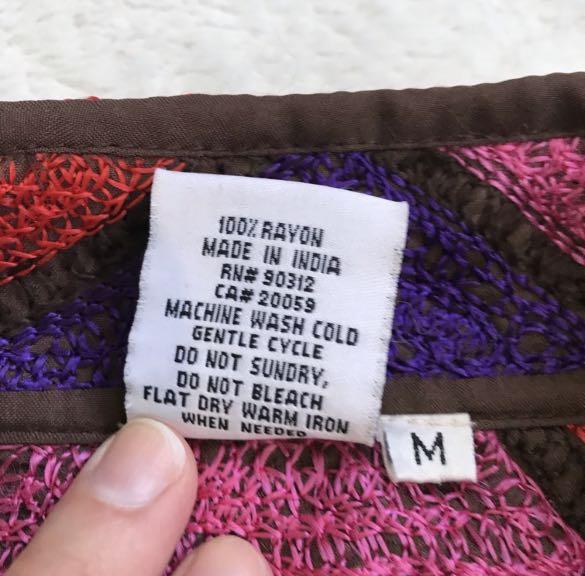 100% RAYON
MADE IN INDIA
RN# 90312
CA# 20059
MACHINE WASH COLD
GENTLE CYCLE
DO NOT SUNDRY,
DO NOT BLEACH
FLAT DRY WARM IRON
WHEN NEEDED
M